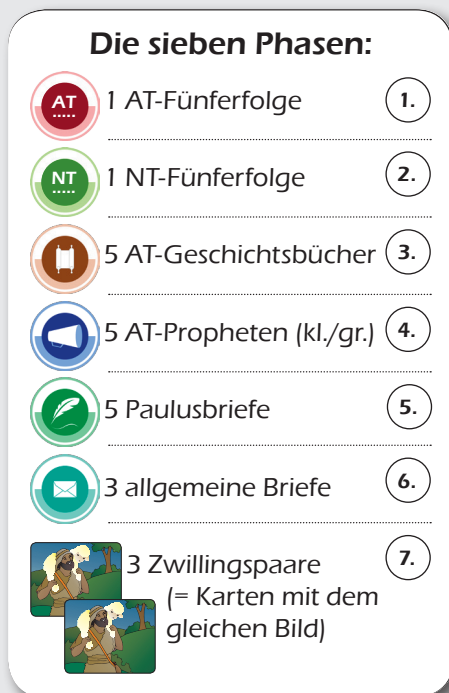 Die sieben Phasen:
AT
1 AT-Fünferfolge
1.
NT
1 NT-Fünferfolge
2.
5 AT-Geschichtsbücher
3.
5 AT-Propheten (kl./gr.)
4.
5 Paulusbriefe
5.
3 allgemeine Briefe
6.
3 Zwillingspaare
7.
(= Karten mit dem
gleichen Bild)